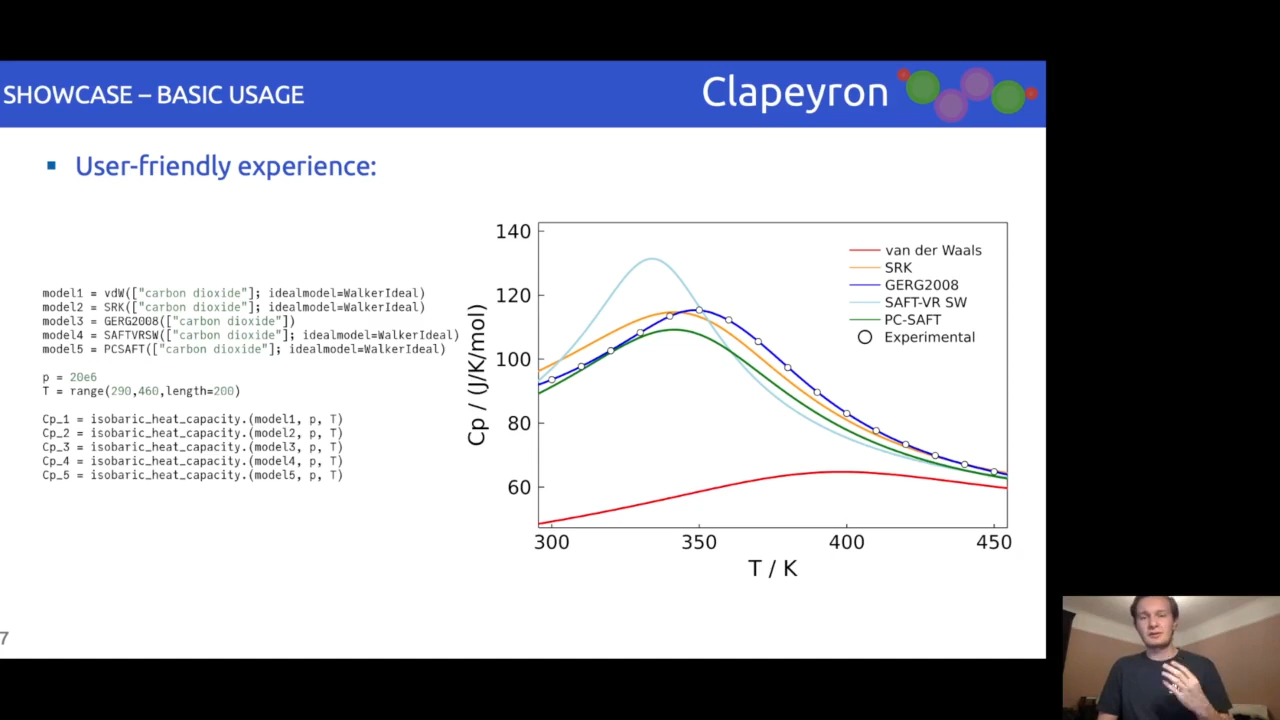 SHOWCASE – BASIC USAGE
Clapeyron
▪ User-friendly experience:
model1 = vdW(["carbon dioxide"]; idealmodel=WalkerIdeal)
model2 = SRK(["carbon dioxide"]; idealmodel=WalkerIdeal)
model3 = GERG2008(["carbon dioxide"])
model4 = SAFTVRSW(["carbon dioxide"]; idealmodel=WalkerIdeal)
model5 = PCSAFT(["carbon dioxide"]; idealmodel=WalkerIdeal)
p = 20e6
T = range(290,460,length=200)
Cp_1 = isobaric_heat_capacity.(model1, p, T)
Cp_2 = isobaric_heat_capacity.(model2, p, T)
Cp_3 = isobaric_heat_capacity.(model3, p, T)
Cp_4 = isobaric_heat_capacity.(model4, p, T)
Cp_5 = isobaric_heat_capacity.(model5, p, T)
Cp / (J/K/mol)
140
120
100
80
60
van der Waals
SRK
GERG2008
SAFT-VR SW
PC-SAFT
Experimental
300 350 400 450
T / K
7